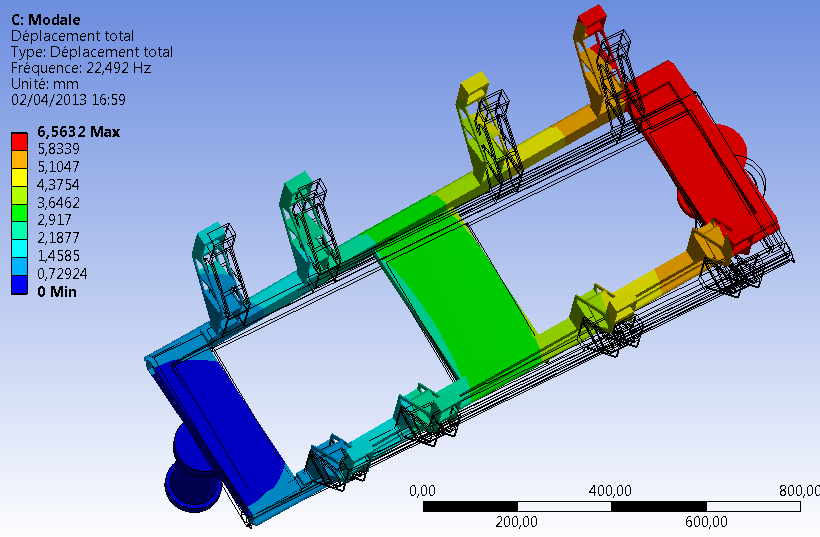 C: Modale
Déplacement total
Type: Déplacement total
Fréquence: 22,492 Hz
Unité: mm
02/04/2013 16:59
6,5632 Max
5,8339
5,1047
4,3754
3,6462
2,917
2,1877
1,4585
0,72924
0 Min
0,00 400,00 800,00
200,00 600,00